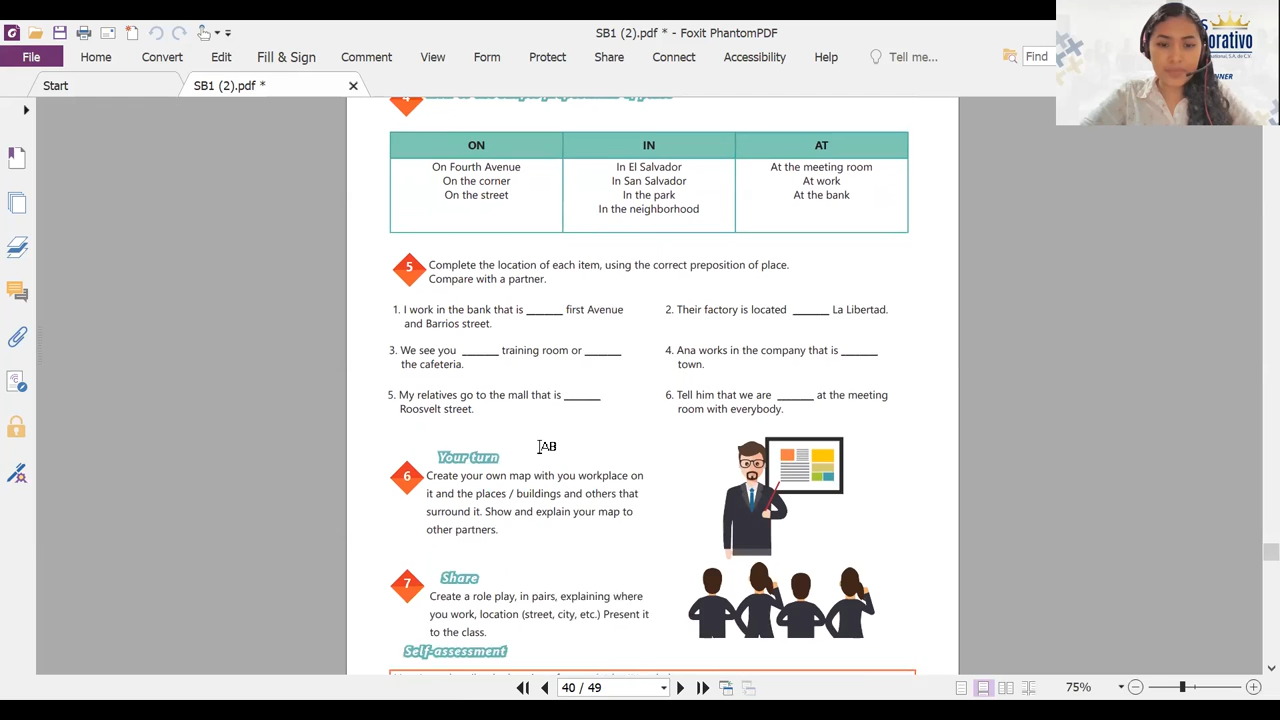 SB1 (2).pdf * - Foxit PhantomPDF
File Home Convert Edit Fill & Sign Comment View Form Protect Share Connect Accessibility Help Tell me... Find
orativo
Start SB1 (2).pdf *
4
ON IN AT
On Fourth Avenue In El Salvador At the meeting room
On the corner In San Salvador At work
On the street In the park At the bank
In the neighborhood
5 Complete the location of each item, using the correct preposition of place.
Compare with a partner.
1. I work in the bank that is _______ first Avenue
and Barrios street.
2. Their factory is located _______ La Libertad.
3. We see you _______ training room or _______
the cafeteria.
4. Ana works in the company that is _______
town.
5. My relatives go to the mall that is _______
Roosvelt street.
6. Tell him that we are _______ at the meeting
room with everybody.
Your turn
6 Create your own map with you workplace on
it and the places / buildings and others that
surround it. Show and explain your map to
other partners.
7 Share
Create a role play, in pairs, explaining where
you work, location (street, city, etc.) Present it
to the class.
Self-assessment
40 / 49 75%